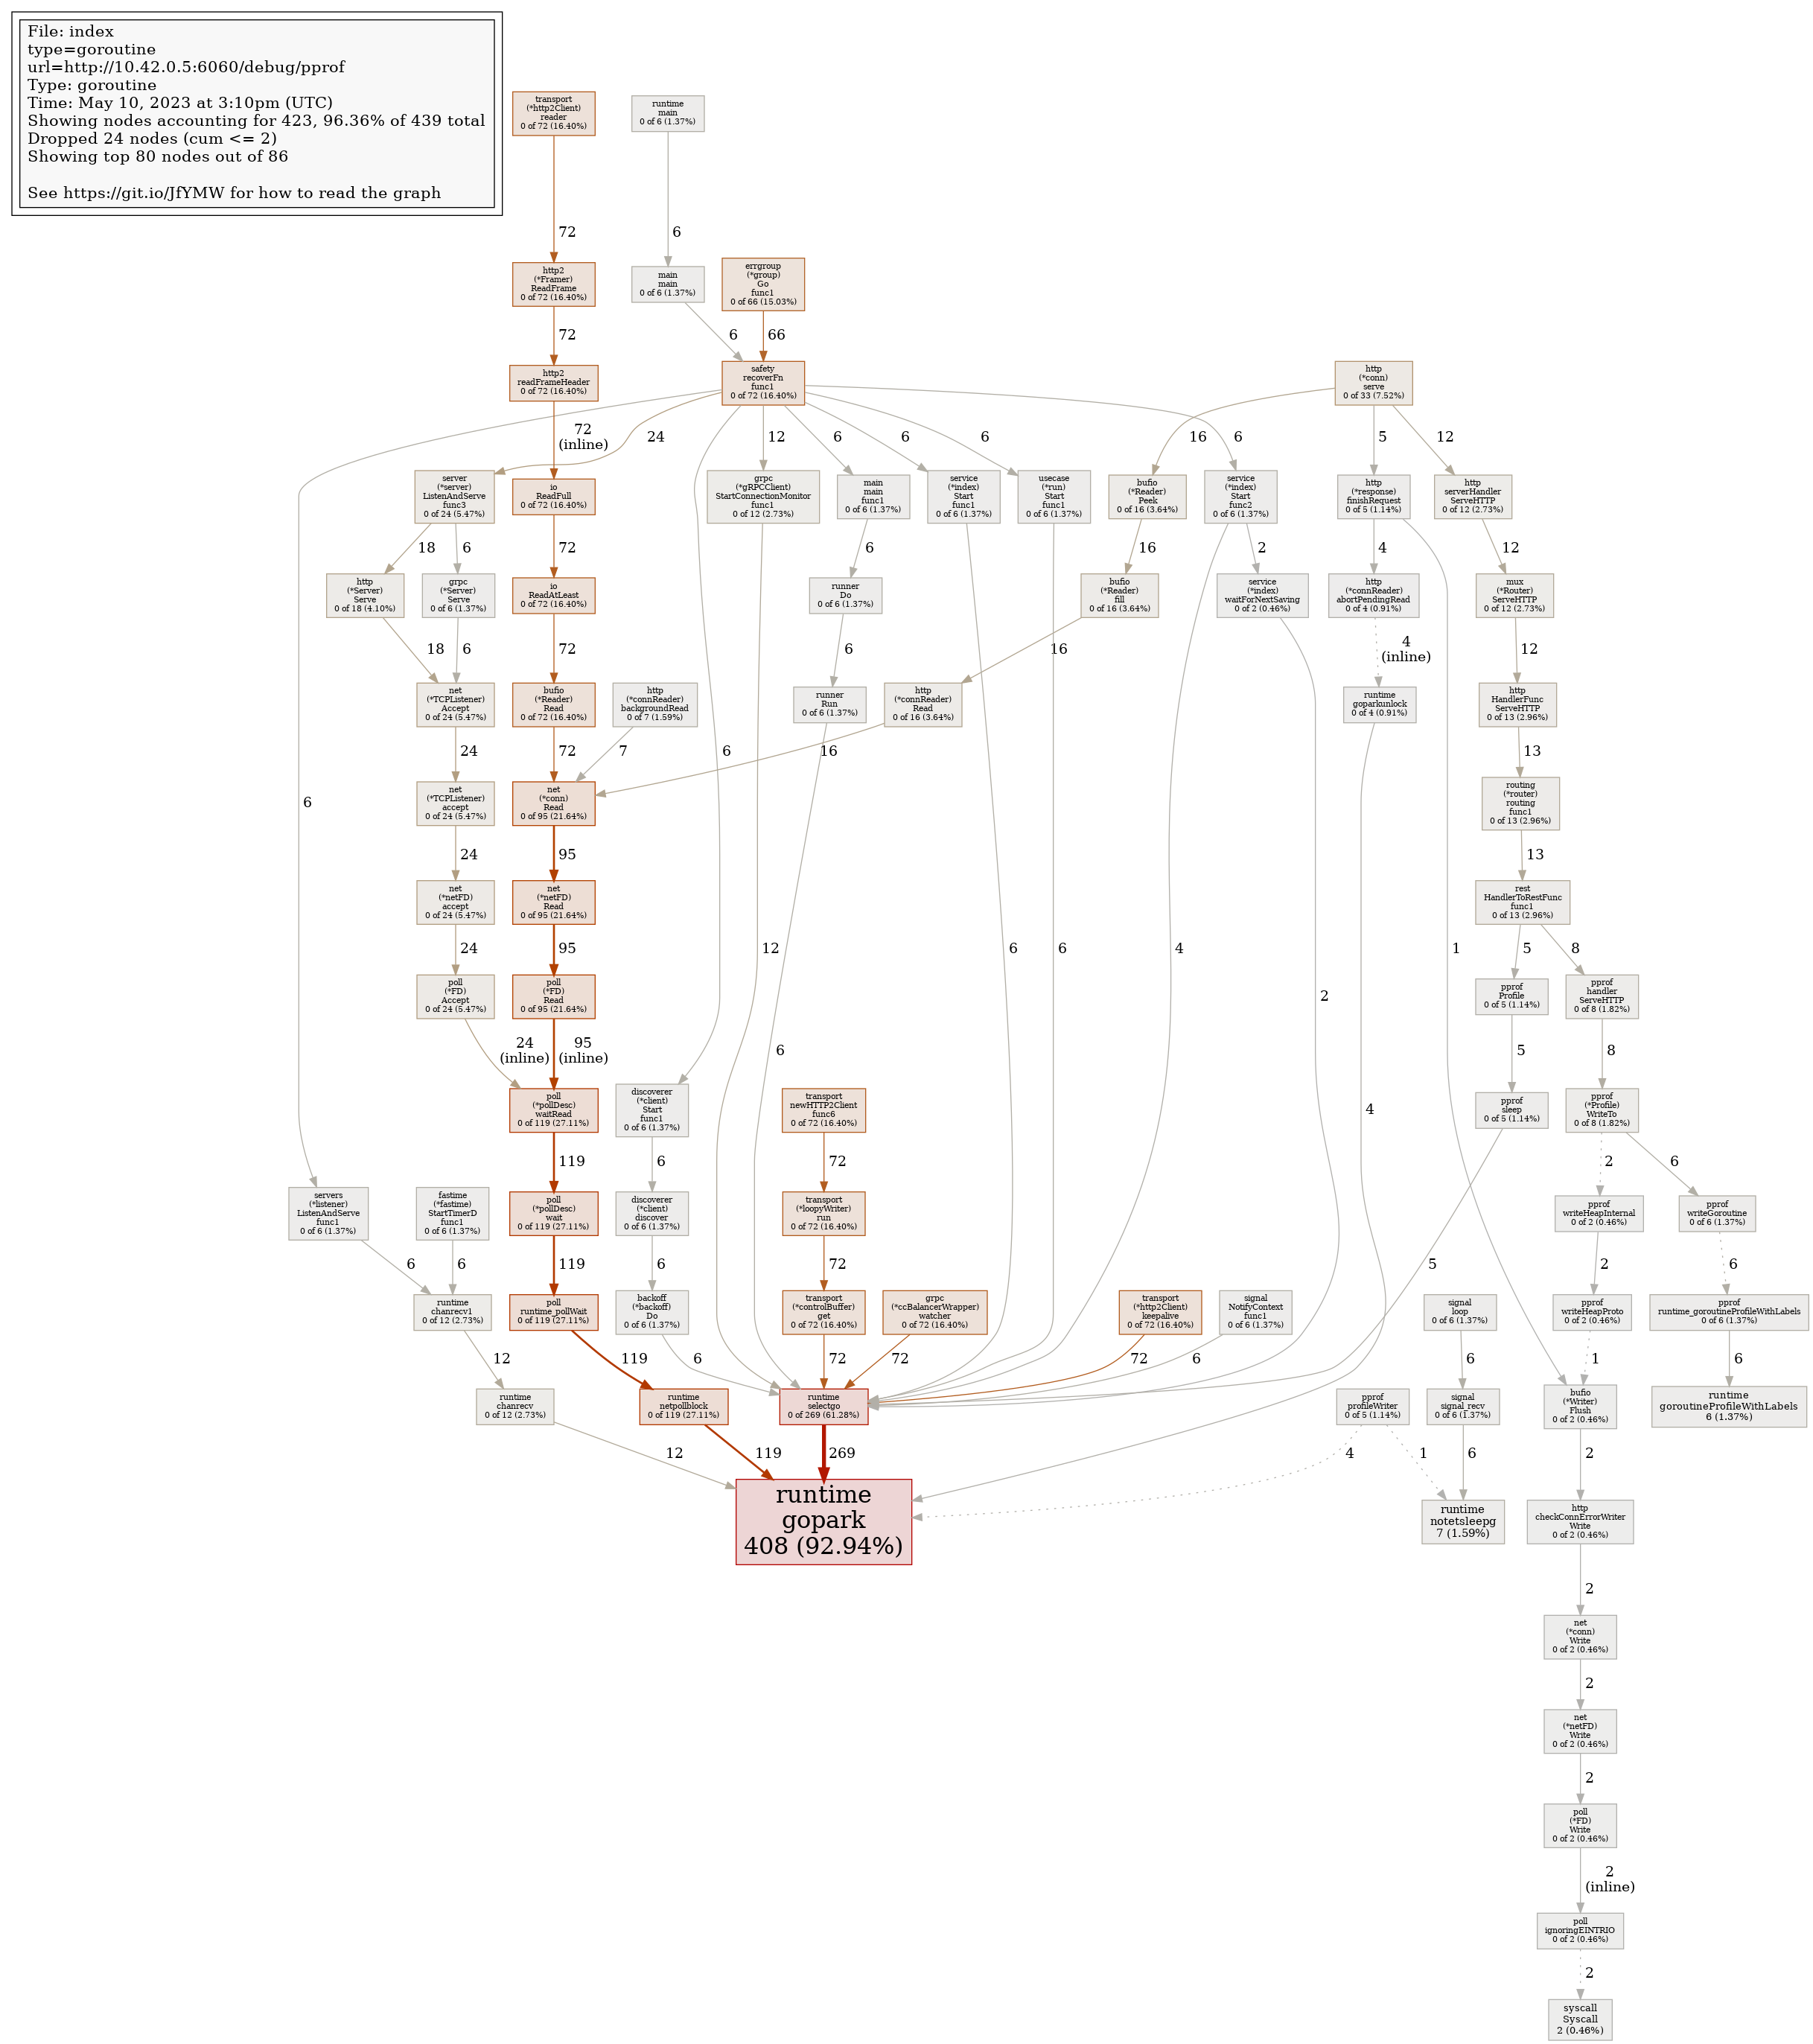 File: index
type=goroutine
url=http://10.42.0.5:6060/debug/pprof
Type: goroutine
Time: May 10, 2023 at 3:10pm (UTC)
Showing nodes accounting for 423, 96.36% of 439 total
Dropped 24 nodes (cum <= 2)
Showing top 80 nodes out of 86
See https://git.io/JfYMW for how to read the graph
transport
(*http2Client)
reader
0 of 72 (16.40%)
runtime
main
0 of 6 (1.37%)
72
6
http2
(*Framer)
ReadFrame
0 of 72 (16.40%)
main
main
0 of 6 (1.37%)
errgroup
(*group)
Go
func1
0 of 66 (15.03%)
72
6
66
http2
readFrameHeader
0 of 72 (16.40%)
safety
recoverFn
func1
0 of 72 (16.40%)
http
(*conn)
serve
0 of 33 (7.52%)
72
(inline)
24
12
6
6
6
6
16
5
12
server
(*server)
ListenAndServe
func3
0 of 24 (5.47%)
io
ReadFull
0 of 72 (16.40%)
grpc
(*gRPCClient)
StartConnectionMonitor
func1
0 of 12 (2.73%)
main
main
func1
0 of 6 (1.37%)
service
(*index)
Start
func1
0 of 6 (1.37%)
usecase
(*run)
Start
func1
0 of 6 (1.37%)
bufio
(*Reader)
Peek
0 of 16 (3.64%)
service
(*index)
Start
func2
0 of 6 (1.37%)
http
(*response)
finishRequest
0 of 5 (1.14%)
http
serverHandler
ServeHTTP
0 of 12 (2.73%)
18
6
72
6
16
2
4
12
http
(*Server)
Serve
0 of 18 (4.10%)
grpc
(*Server)
Serve
0 of 6 (1.37%)
io
ReadAtLeast
0 of 72 (16.40%)
runner
Do
0 of 6 (1.37%)
bufio
(*Reader)
fill
0 of 16 (3.64%)
service
(*index)
waitForNextSaving
0 of 2 (0.46%)
http
(*connReader)
abortPendingRead
0 of 4 (0.91%)
mux
(*Router)
ServeHTTP
0 of 12 (2.73%)
18
6
72
6
16
4
(inline)
12
net
(*TCPListener)
Accept
0 of 24 (5.47%)
bufio
(*Reader)
Read
0 of 72 (16.40%)
http
(*connReader)
backgroundRead
0 of 7 (1.59%)
runner
Run
0 of 6 (1.37%)
http
(*connReader)
Read
0 of 16 (3.64%)
runtime
goparkunlock
0 of 4 (0.91%)
http
HandlerFunc
ServeHTTP
0 of 13 (2.96%)
24
72
7
6
16
13
net
(*TCPListener)
accept
0 of 24 (5.47%)
net
(*conn)
Read
0 of 95 (21.64%)
routing
(*router)
routing
func1
0 of 13 (2.96%)
6
24
95
13
net
(*netFD)
accept
0 of 24 (5.47%)
net
(*netFD)
Read
0 of 95 (21.64%)
rest
HandlerToRestFunc
func1
0 of 13 (2.96%)
24
95
12
6
6
4
1
5
8
poll
(*FD)
Accept
0 of 24 (5.47%)
poll
(*FD)
Read
0 of 95 (21.64%)
pprof
Profile
0 of 5 (1.14%)
pprof
handler
ServeHTTP
0 of 8 (1.82%)
2
24
(inline)
95
(inline)
6
5
8
poll
(*pollDesc)
waitRead
0 of 119 (27.11%)
discoverer
(*client)
Start
func1
0 of 6 (1.37%)
transport
newHTTP2Client
func6
0 of 72 (16.40%)
4
pprof
sleep
0 of 5 (1.14%)
pprof
(*Profile)
WriteTo
0 of 8 (1.82%)
119
6
72
2
6
servers
(*listener)
ListenAndServe
func1
0 of 6 (1.37%)
fastime
(*fastime)
StartTimerD
func1
0 of 6 (1.37%)
poll
(*pollDesc)
wait
0 of 119 (27.11%)
discoverer
(*client)
discover
0 of 6 (1.37%)
transport
(*loopyWriter)
run
0 of 72 (16.40%)
pprof
writeHeapInternal
0 of 2 (0.46%)
pprof
writeGoroutine
0 of 6 (1.37%)
6
6
119
6
72
5
2
6
runtime
chanrecv1
0 of 12 (2.73%)
poll
runtime_pollWait
0 of 119 (27.11%)
backoff
(*backoff)
Do
0 of 6 (1.37%)
transport
(*controlBuffer)
get
0 of 72 (16.40%)
grpc
(*ccBalancerWrapper)
watcher
0 of 72 (16.40%)
transport
(*http2Client)
keepalive
0 of 72 (16.40%)
signal
NotifyContext
func1
0 of 6 (1.37%)
signal
loop
0 of 6 (1.37%)
pprof
writeHeapProto
0 of 2 (0.46%)
pprof
runtime_goroutineProfileWithLabels
0 of 6 (1.37%)
12
119
6
72
72
72
6
6
1
6
runtime
chanrecv
0 of 12 (2.73%)
runtime
netpollblock
0 of 119 (27.11%)
runtime
selectgo
0 of 269 (61.28%)
pprof
profileWriter
0 of 5 (1.14%)
signal
signal_recv
0 of 6 (1.37%)
bufio
(*Writer)
Flush
0 of 2 (0.46%)
runtime
goroutineProfileWithLabels
6 (1.37%)
12
119
269
4
1
6
2
runtime
gopark
408 (92.94%)
runtime
notetsleepg
7 (1.59%)
http
checkConnErrorWriter
Write
0 of 2 (0.46%)
2
net
(*conn)
Write
0 of 2 (0.46%)
2
net
(*netFD)
Write
0 of 2 (0.46%)
2
poll
(*FD)
Write
0 of 2 (0.46%)
2
(inline)
poll
ignoringEINTRIO
0 of 2 (0.46%)
2
syscall
Syscall
2 (0.46%)